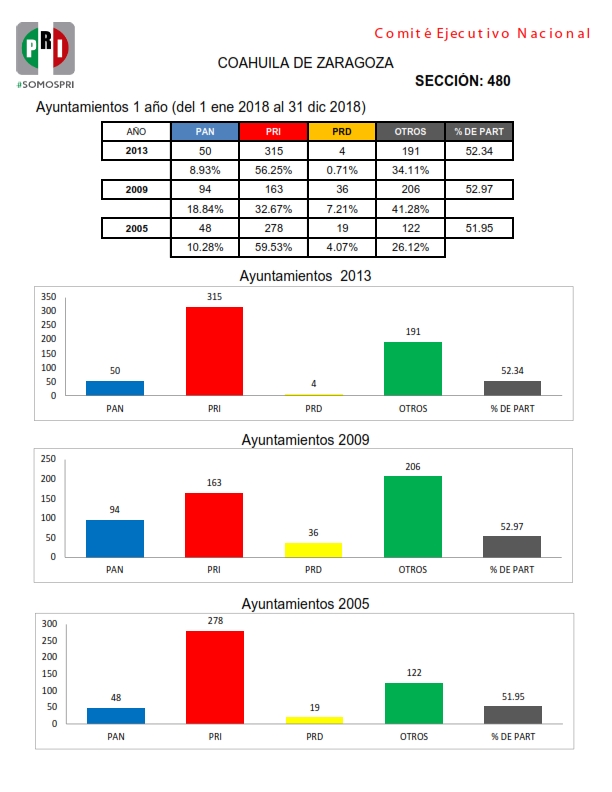 Comité Ejecutivo Nacional
PRI
#SOMOSPRI
COAHUILA DE ZARAGOZA
SECCIÓN: 480
Ayuntamientos 1 año (del 1 ene 2018 al 31 dic 2018)
AÑO PAN PRI PRD OTROS % DE PART
2013 50 315 4 191 52.34
8.93% 56.25% 0.71% 34.11%
2009 94 163 36 206 52.97
18.84% 32.67% 7.21% 41.28%
2005 48 278 19 122 51.95
10.28% 59.53% 4.07% 26.12%
Ayuntamientos 2013
350
300
250
200
150
100
50
0
50 315 4 191 52.34
PAN PRI PRD OTROS % DE PART
Ayuntamientos 2009
250
200
150
100
50
0
94 163 36 206 52.97
PAN PRI PRD OTROS % DE PART
Ayuntamientos 2005
300
250
200
150
100
50
0
48 278 19 122 51.95
PAN PRI PRD OTROS % DE PART